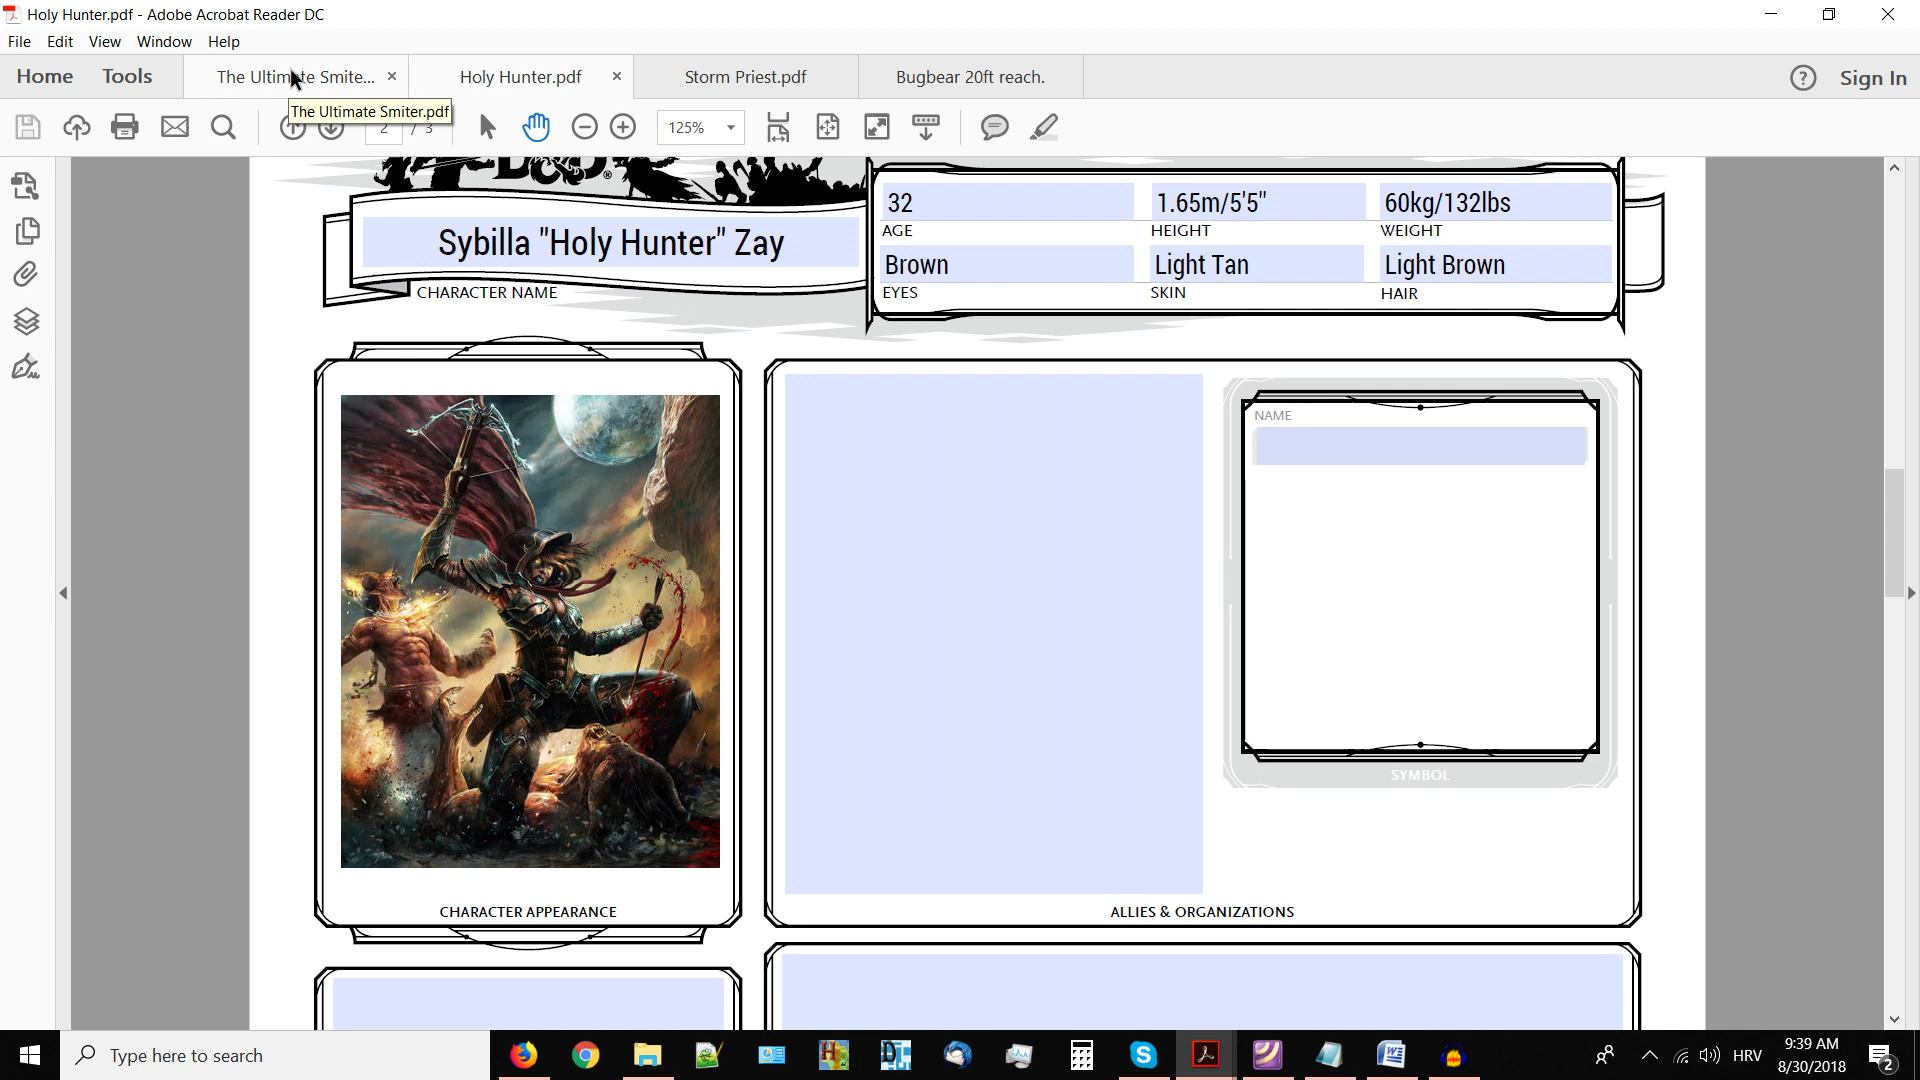 Holy Hunter.pdf - Adobe Acrobat Reader DC
File Edit View Window Help
Home Tools The Ultimate Smite... × Holy Hunter.pdf × Storm Priest.pdf Bugbear 20ft reach. ? Sign In
The Ultimate Smiter.pdf
2 / 3 125%
D&D®
32 1.65m/5'5" 60kg/132lbs
AGE HEIGHT WEIGHT
Sybilla "Holy Hunter" Zay
Brown Light Tan Light Brown
CHARACTER NAME EYES SKIN HAIR
NAME
SYMBOL
CHARACTER APPEARANCE ALLIES & ORGANIZATIONS
Type here to search
HRV
9:39 AM
8/30/2018
2